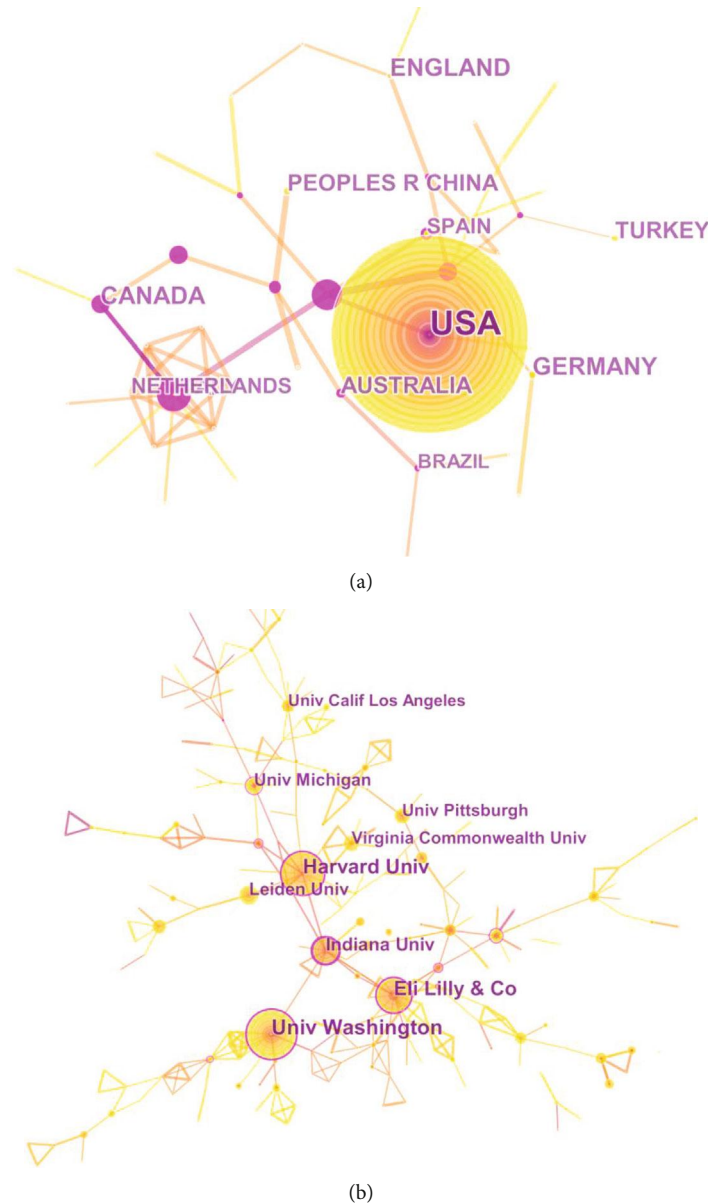 ENGLAND
PEOPLES R CHINA
SPAIN
TURKEY
CANADA
USA
GERMANY
NETHERLANDS
AUSTRALIA
BRAZIL
(a)
Univ Calif Los Angeles
Univ Michigan
Univ Pittsburgh
Virginia Commonwealth Univ
Harvard Univ
Leiden Univ
Indiana Univ
Eli Lilly & Co
Univ Washington
(b)